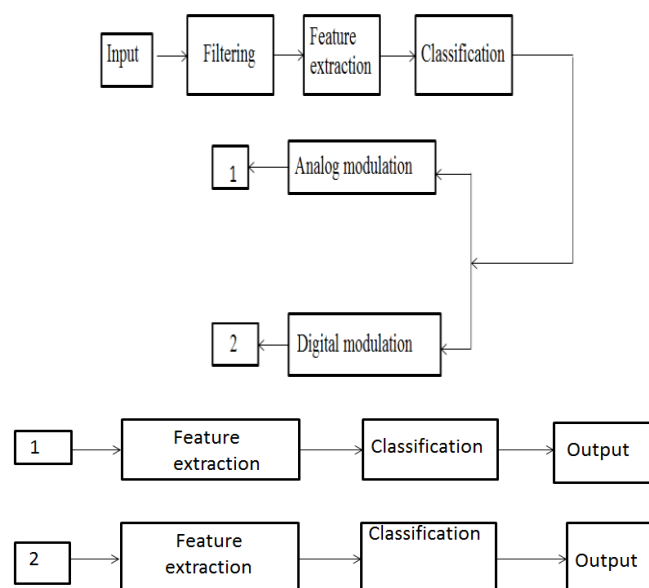 Input
Filtering
Feature
extraction
Classification
1
Analog modulation
2
Digital modulation
1
Feature
extraction
Classification
Output
2
Feature
extraction
Classification
Output